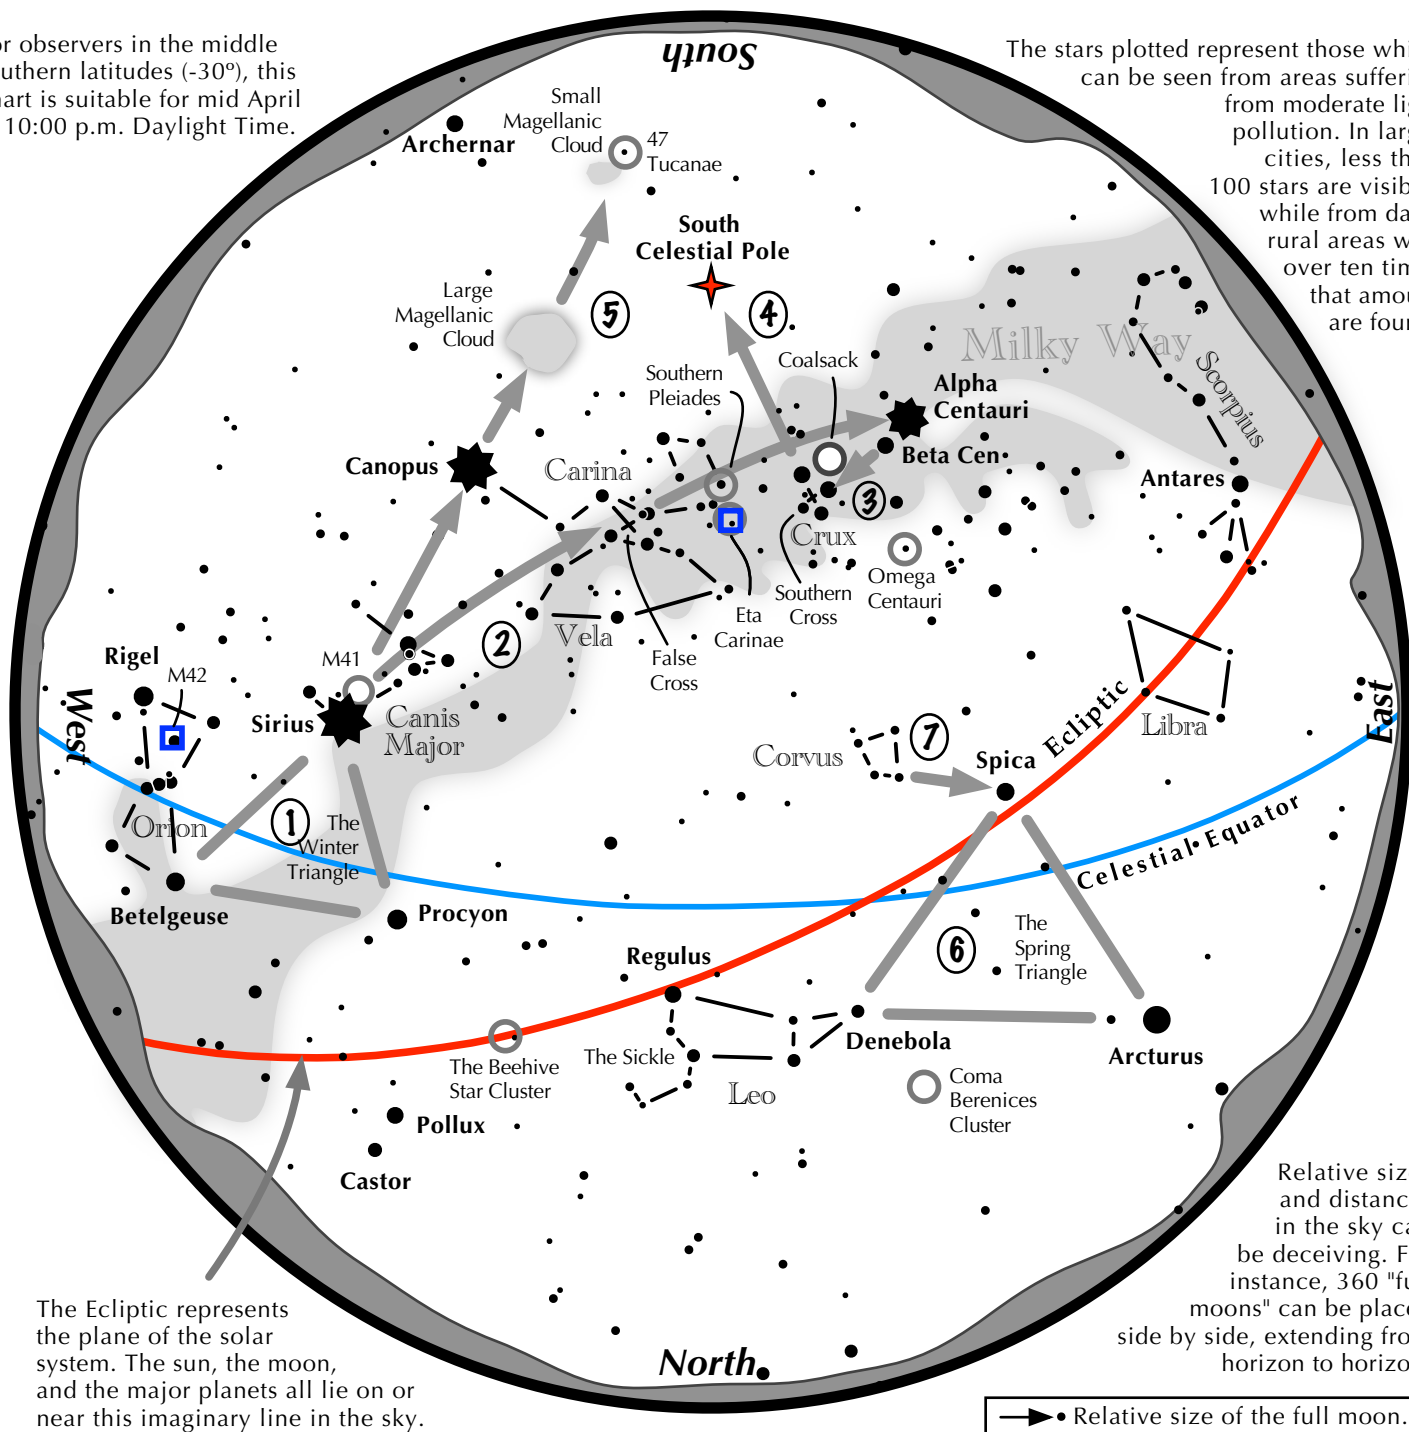 or observers in the middle
uthern latitudes (-30º), this
art is suitable for mid April
10:00 p.m. Daylight Time.
The stars plotted represent those whi
can be seen from areas sufferi
from moderate lig
pollution. In larg
cities, less th
100 stars are visib
while from da
rural areas w
over ten tim
that amou
are foun
South
Archernar
Small
Magellanic
Cloud
47
Tucanae
South
Celestial Pole
Large
Magellanic
Cloud
5
4
Southern
Pleiades
Coalsack
Milky Way
Scorpius
Alpha
Centauri
Beta Cen
Canopus
Carina
Antares
3
Crux
Omega
Centauri
Southern
Cross
Eta
Carinae
False
Cross
Vela
2
Rigel
M42
M41
West
Sirius
Canis
Major
Corvus
7
Spica
Ecliptic
Libra
East
Orion
1
The
Winter
Triangle
Celestial Equator
Betelgeuse
Procyon
Regulus
6
The
Spring
Triangle
The Beehive
Star Cluster
The Sickle
Leo
Denebola
Arcturus
Coma
Berenices
Cluster
Pollux
Castor
The Ecliptic represents
the plane of the solar
system. The sun, the moon,
and the major planets all lie on or
near this imaginary line in the sky.
North
Relative siz
and distanc
in the sky ca
be deceiving. F
instance, 360 "fu
moons" can be place
side by side, extending fro
horizon to horizo
Relative size of the full moon.